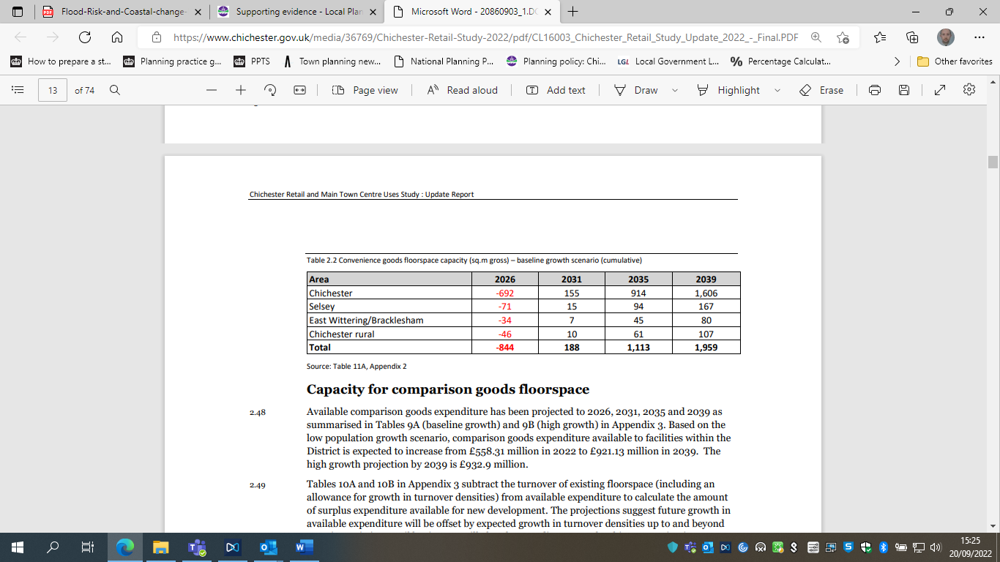 Flood-Risk-and-Coastal-change-
Supporting evidence - Local Plan
Microsoft Word - 20860903_1.DO
https://www.chichester.gov.uk/media/36769/Chichester-Retail-Study-2022/pdf/CL16003_Chichester_Retail_Study_Update_2022_-_Final.PDF
How to prepare a st...
Planning practice g...
PPTS
Town planning new...
National Planning P...
Planning policy: Chi...
LGL Local Government L...
% Percentage Calculat...
Other favorites
13 of 74
Page view
Read aloud
Add text
Draw
Highlight
Erase
Chichester Retail and Main Town Centre Uses Study : Update Report
Table 2.2 Convenience goods floorspace capacity (sq.m gross) – baseline growth scenario (cumulative)
Area 2026 2031 2035 2039
Chichester -692 155 914 1,606
Selsey -71 15 94 167
East Wittering/Bracklesham -34 7 45 80
Chichester rural -46 10 61 107
Total -844 188 1,113 1,959
Source: Table 11A, Appendix 2
Capacity for comparison goods floorspace
2.48 Available comparison goods expenditure has been projected to 2026, 2031, 2035 and 2039 as
summarised in Tables 9A (baseline growth) and 9B (high growth) in Appendix 3. Based on the
low population growth scenario, comparison goods expenditure available to facilities within the
District is expected to increase from £558.31 million in 2022 to £921.13 million in 2039. The
high growth projection by 2039 is £932.9 million.
2.49 Tables 10A and 10B in Appendix 3 subtract the turnover of existing floorspace (including an
allowance for growth in turnover densities) from available expenditure to calculate the amount
of surplus expenditure available for new development. The projections suggest future growth in
available expenditure will be offset by expected growth in turnover densities up to and beyond
15:25
20/09/2022